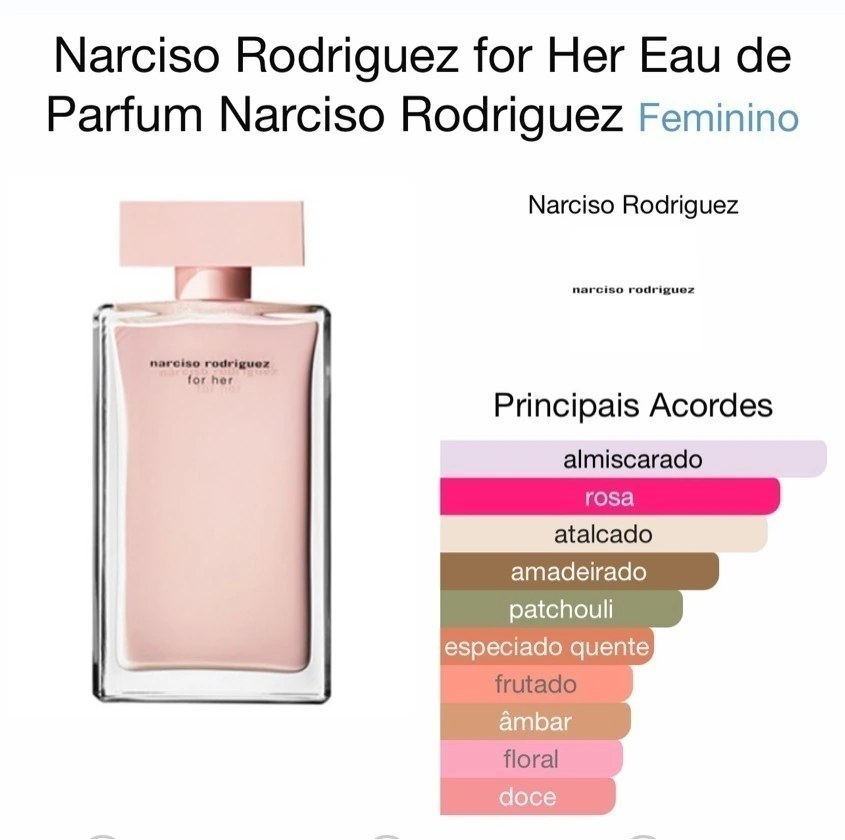 Narciso Rodriguez for Her Eau de
Parfum Narciso Rodriguez Feminino
narciso rodriguez
for her
Narciso Rodriguez
narciso rodriguez
Principais Acordes
almiscarado
rosa
atalcado
amadeirado
patchouli
especiado quente
frutado
âmbar
floral
doce